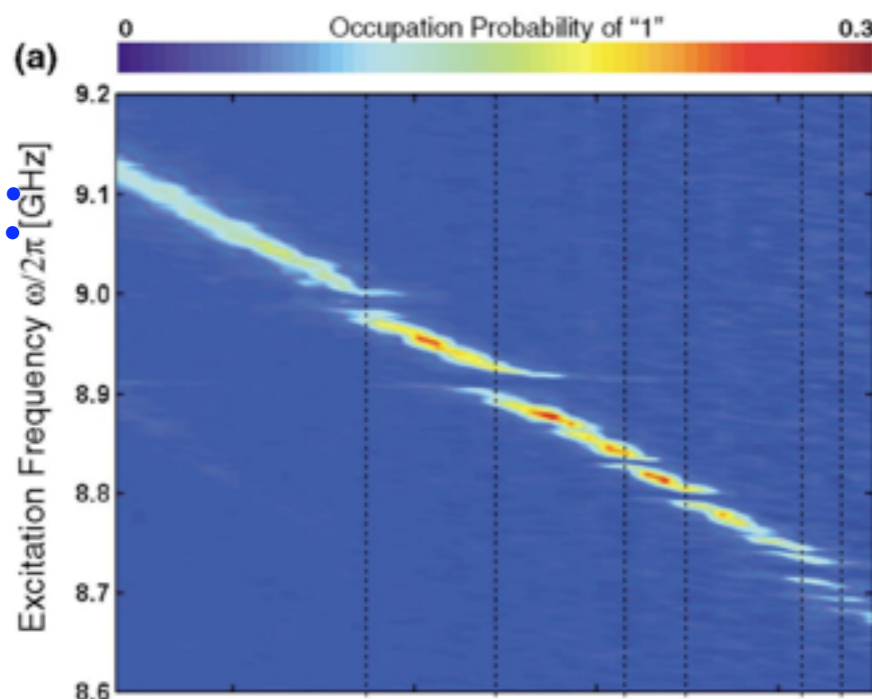 0 Occupation Probability of "1" 0.3
(a)
Excitation Frequency ω/2π [GHz]
9.2
9.1
9.0
8.9
8.8
8.7
8.6